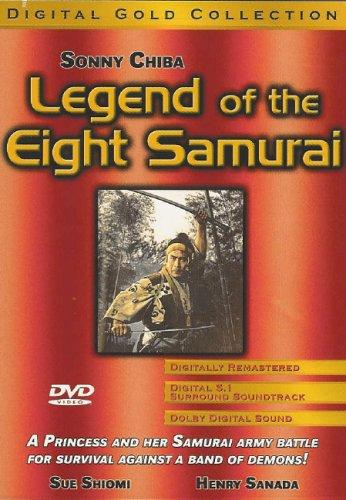 DIGITAL GOLD COLLECTION
SONNY CHIBA
Legend of the
Eight Samurai
DIGITALLY REMASTERED
DIGITAL 5.1
SURROUND SOUNDTRACK
DOLBY DIGITAL SOUND
DVD
VIDEO
A PRINCESS AND HER SAMURAI ARMY BATTLE
FOR SURVIVAL AGAINST A BAND OF DEMONS!
SUE SHIOMI HENRY SANADA